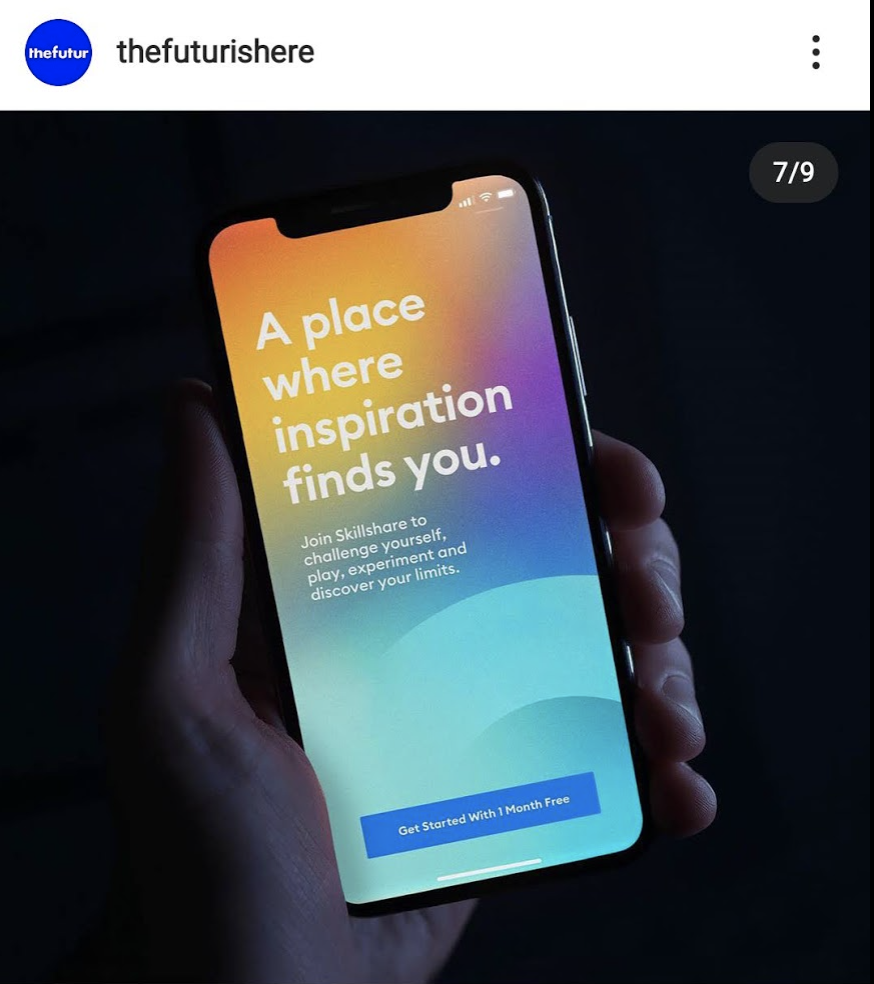 thefutur
thefuturishere
7/9
A place
where
inspiration
finds you.
Join Skillshare to
challenge yourself,
play, experiment and
discover your limits.
Get Started With 1 Month Free